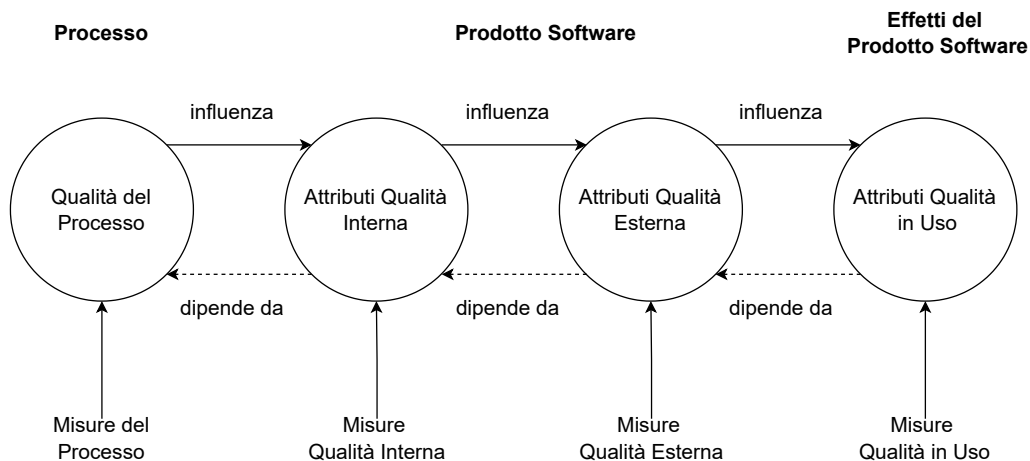 Processo
Prodotto Software
Effetti del
Prodotto Software
influenza
influenza
influenza
Qualità del
Processo
Attributi Qualità
Interna
Attributi Qualità
Esterna
Attributi Qualità
in Uso
dipende da
dipende da
dipende da
Misure del
Processo
Misure
Qualità Interna
Misure
Qualità Esterna
Misure
Qualità in Uso